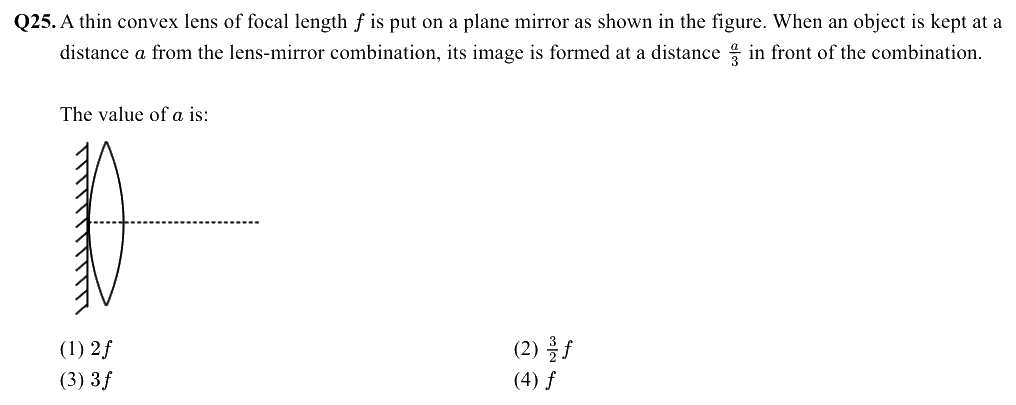 Q25. A thin convex lens of focal length f is put on a plane mirror as shown in the figure. When an object is kept at a
distance a from the lens-mirror combination, its image is formed at a distance a/3 in front of the combination.
The value of a is:
(1) 2f
(2) 3/2 f
(3) 3f
(4) f